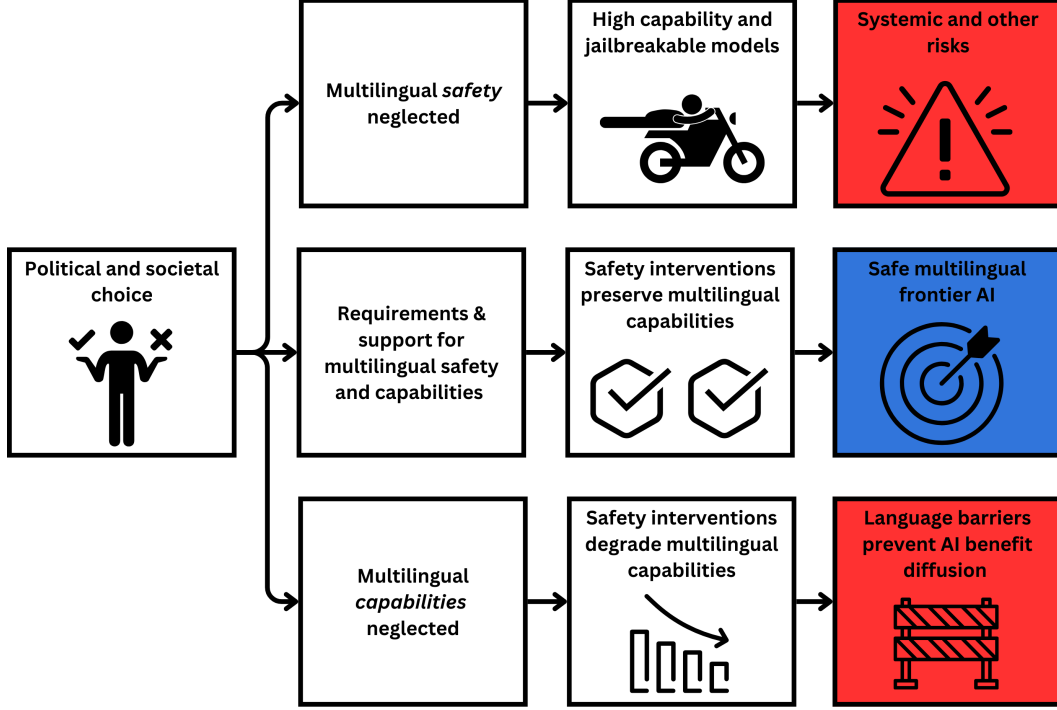 Political and societal
choice
Multilingual safety
neglected
High capability and
jailbreakable models
Systemic and other
risks
Requirements &
support for
multilingual safety
and capabilities
Safety interventions
preserve multilingual
capabilities
Safe multilingual
frontier AI
Multilingual
capabilities
neglected
Safety interventions
degrade multilingual
capabilities
Language barriers
prevent AI benefit
diffusion